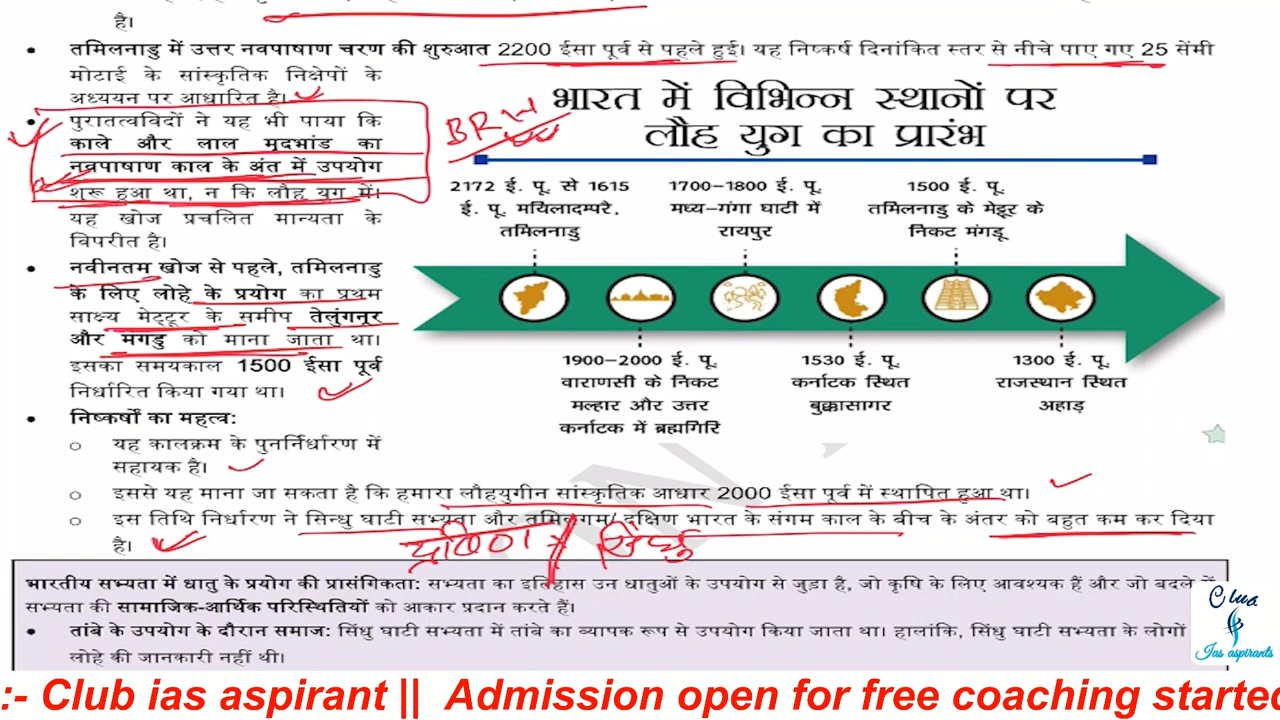 है।
तमिलनाडु में उत्तर नवपाषाण चरण की शुरुआत 2200 ईसा पूर्व से पहले हुई। यह निष्कर्ष दिनांकित स्तर से नीचे पाए गए 25 सेंमी
मोटाई के सांस्कृतिक निक्षेपों के
अध्ययन पर आधारित है।
पुरातत्वविदों ने यह भी पाया कि
काले और लाल मृदभांड का
नवपाषाण काल के अंत में उपयोग
शुरू हुआ था, न कि लौह युग में।
यह खोज प्रचलित मान्यता के
विपरीत है।
नवीनतम खोज से पहले, तमिलनाडु
के लिए लोहे के प्रयोग का प्रथम
साक्ष्य मेट्टूर के समीप तेलुंगनूर
और मंगडु को माना जाता था।
इसका समयकाल 1500 ईसा पूर्व
निर्धारित किया गया था।
निष्कर्षों का महत्व:
यह कालक्रम के पुनर्निर्धारण में
सहायक है।
BRW
भारत में विभिन्न स्थानों पर
लौह युग का प्रारंभ
2172 ई. पू. से 1615
ई. पू. मयिलादम्परै,
तमिलनाडु
1700-1800 ई. पू.
मध्य-गंगा घाटी में
रायपुर
1500 ई. पू.
तमिलनाडु के मेट्टूर के
निकट मंगडू
1900-2000 ई. पू.
वाराणसी के निकट
मल्हार और उत्तर
कर्नाटक में ब्रह्मगिरि
1530 ई. पू.
कर्नाटक स्थित
बुक्कासागर
1300 ई. पू.
राजस्थान स्थित
अहाड़
इससे यह माना जा सकता है कि हमारा लौहयुगीन सांस्कृतिक आधार 2000 ईसा पूर्व में स्थापित हुआ था।
इस तिथि निर्धारण ने सिन्धु घाटी सभ्यता और तमिलगम/ दक्षिण भारत के संगम काल के बीच के अंतर को बहुत कम कर दिया
है।
भारतीय सभ्यता में धातु के प्रयोग की प्रासंगिकता: सभ्यता का इतिहास उन धातुओं के उपयोग से जुड़ा है, जो कृषि के लिए आवश्यक हैं और जो बदले में
सभ्यता की सामाजिक-आर्थिक परिस्थितियों को आकार प्रदान करते हैं।
तांबे के उपयोग के दौरान समाज: सिंधु घाटी सभ्यता में तांबे का व्यापक रूप से उपयोग किया जाता था। हालांकि, सिंधु घाटी सभ्यता के लोगों
लोहे की जानकारी नहीं थी।
Club
Ias aspirants
:- Club ias aspirant || Admission open for free coaching started